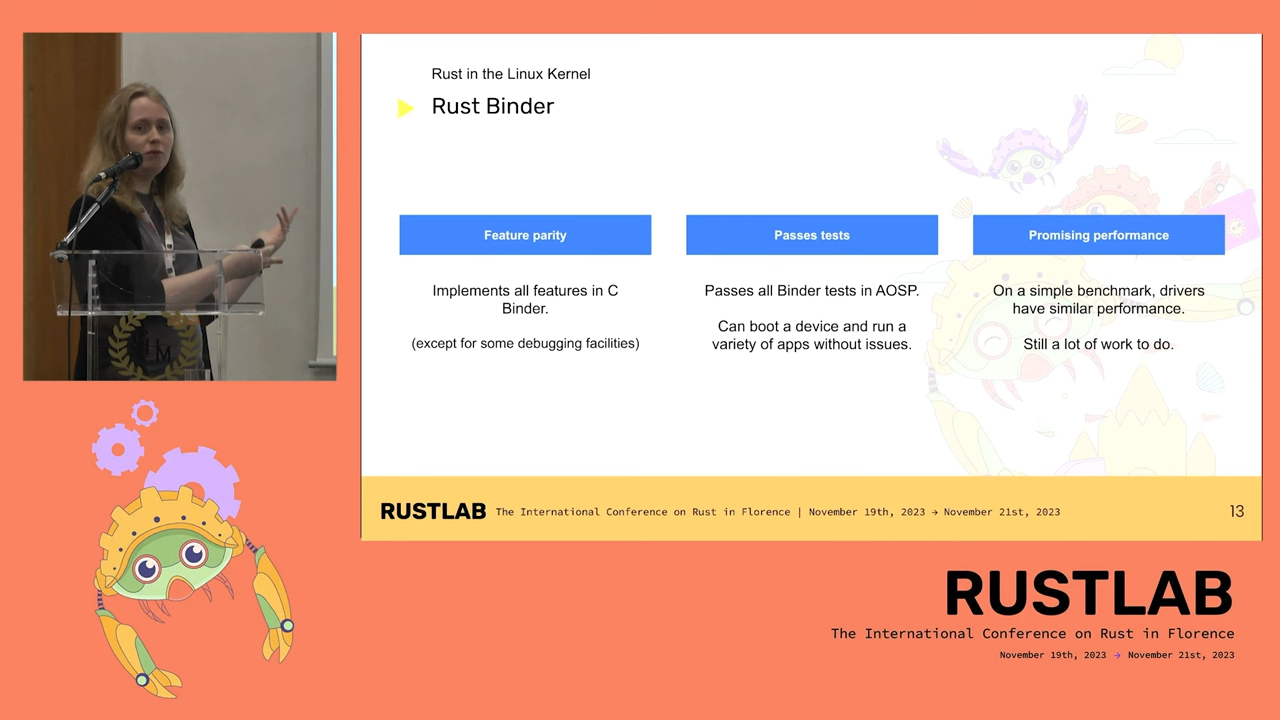 Rust in the Linux Kernel
Rust Binder
Feature parity
Implements all features in C
Binder.
(except for some debugging facilities)
Passes tests
Passes all Binder tests in AOSP.
Can boot a device and run a
variety of apps without issues.
Promising performance
On a simple benchmark, drivers
have similar performance.
Still a lot of work to do.
RUSTLAB The International Conference on Rust in Florence | November 19th, 2023 → November 21st, 2023
13
RUSTLAB
The International Conference on Rust in Florence
November 19th, 2023 → November 21st, 2023